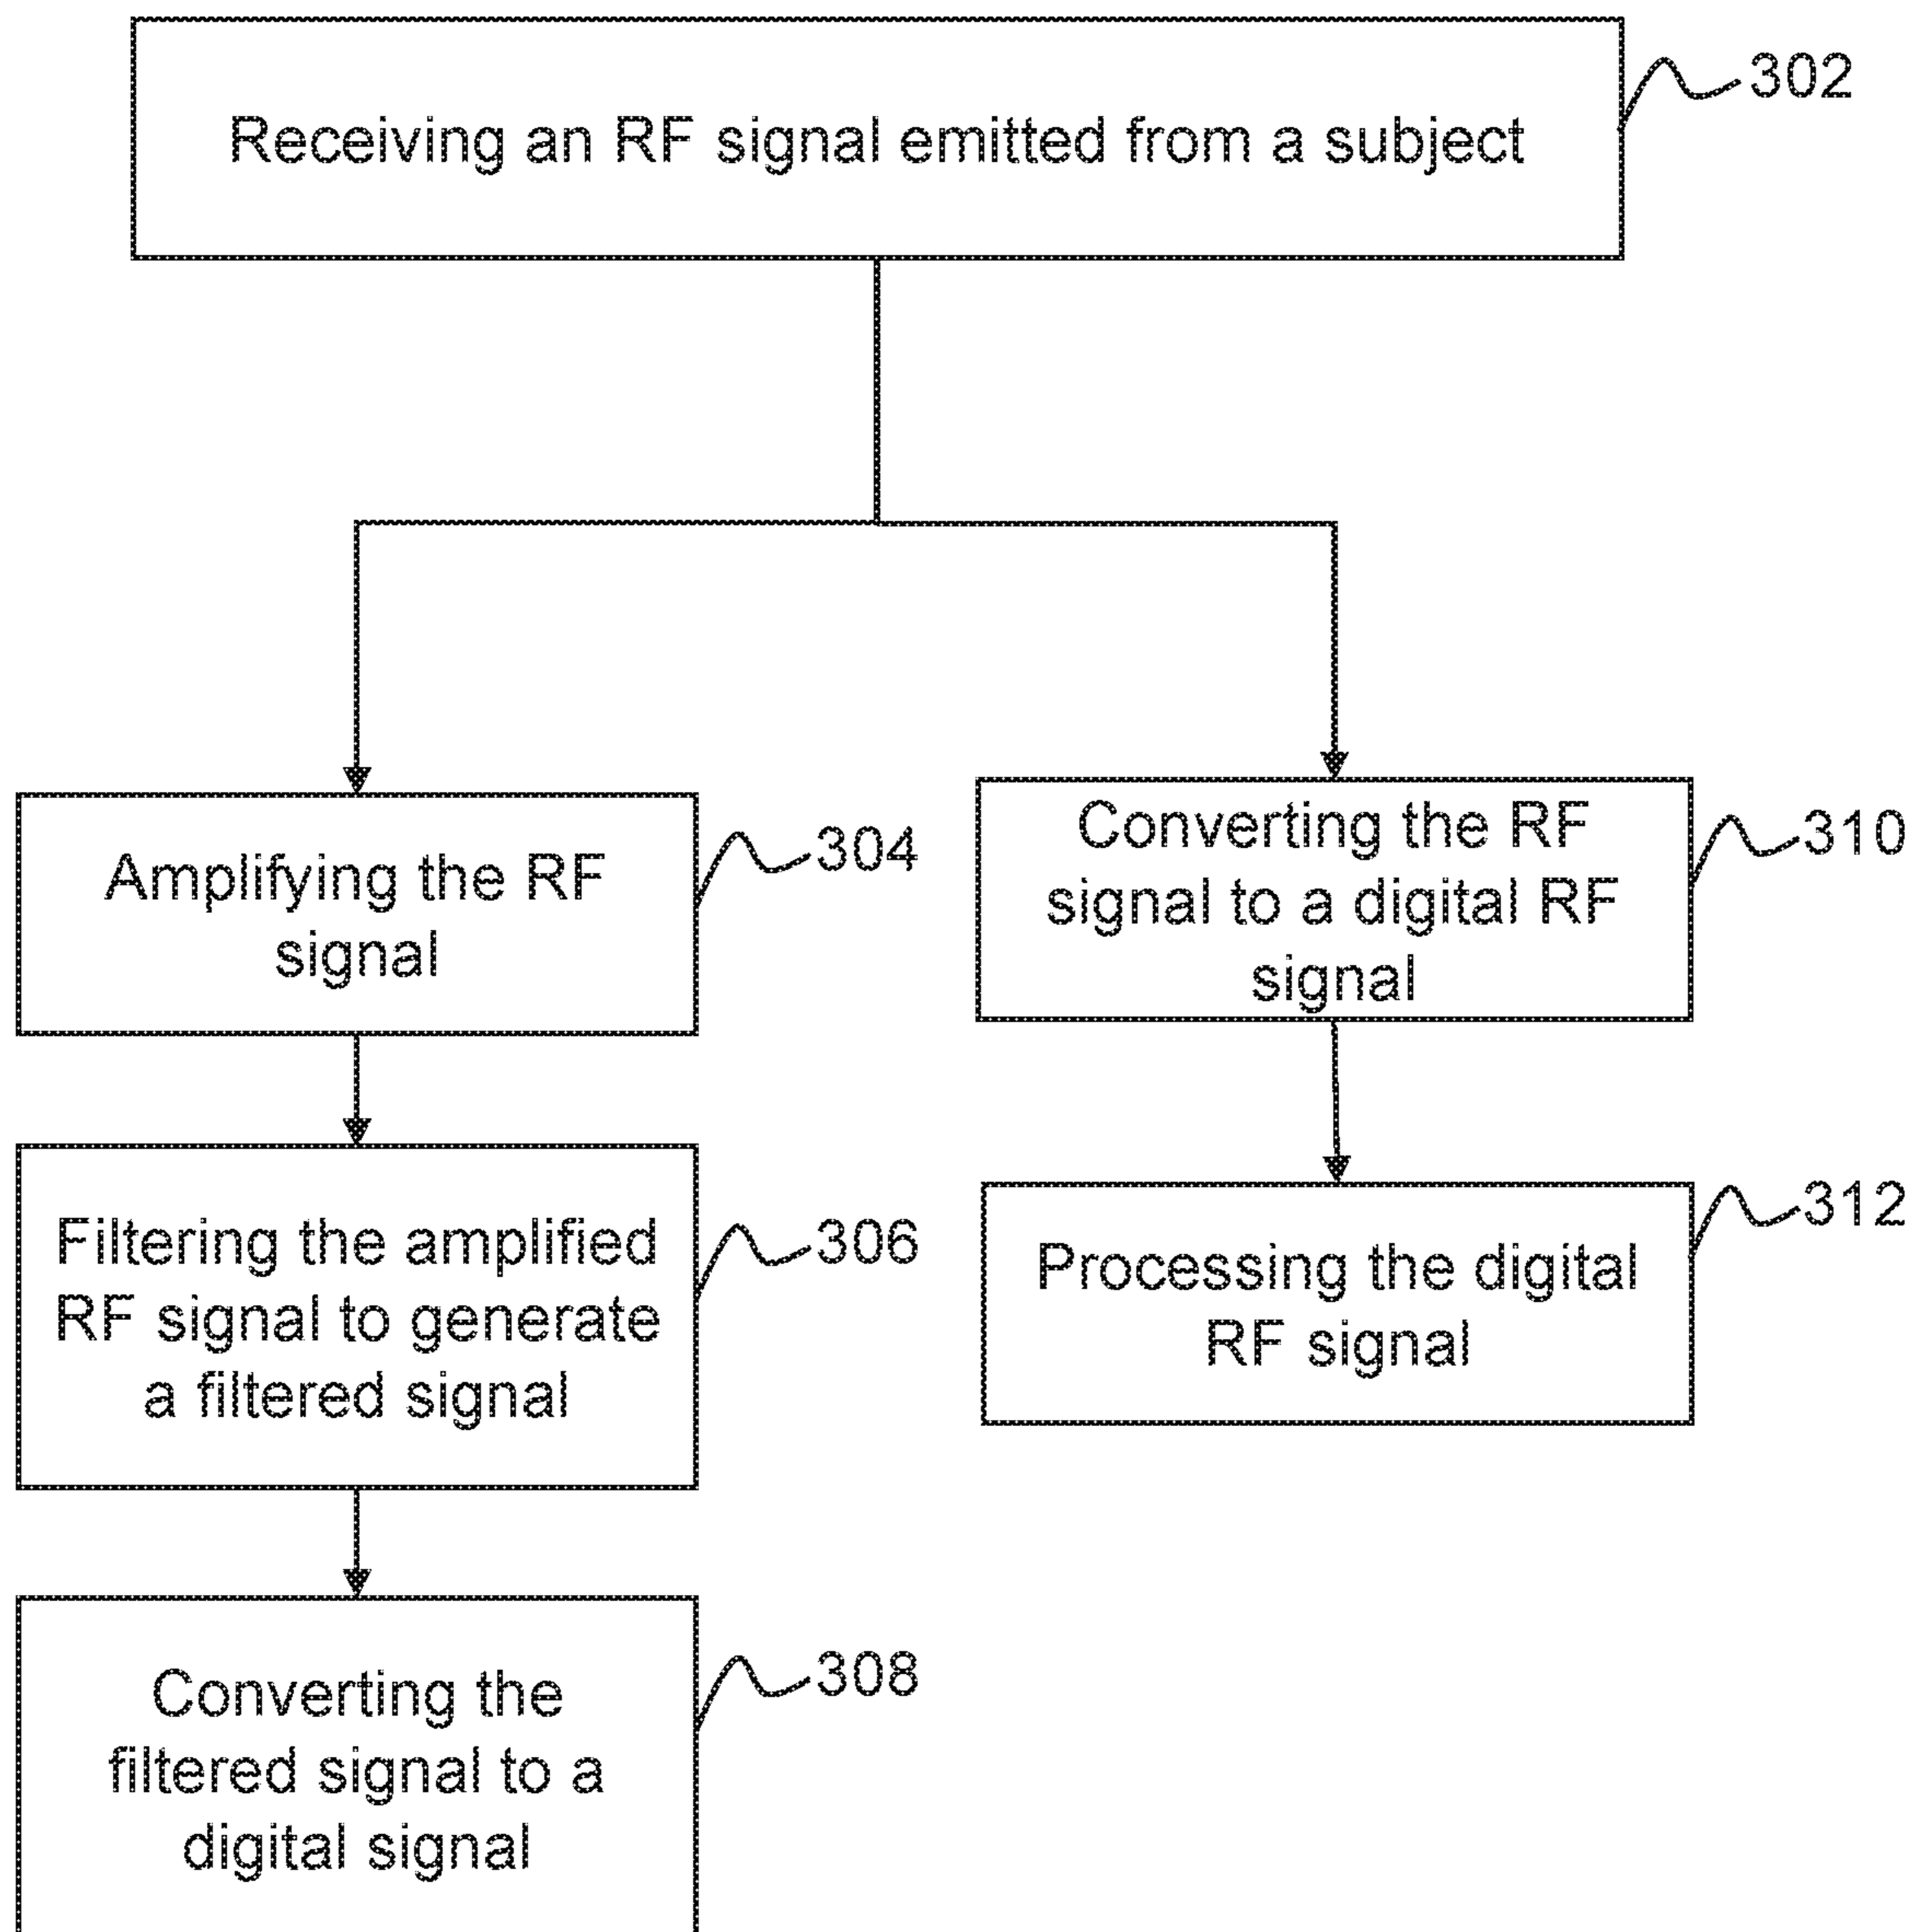 Receiving an RF signal emitted from a subject
302
Amplifying the RF
signal
304
Converting the RF
signal to a digital RF
signal
310
Filtering the amplified
RF signal to generate
a filtered signal
306
Processing the digital
RF signal
312
Converting the
filtered signal to a
digital signal
308